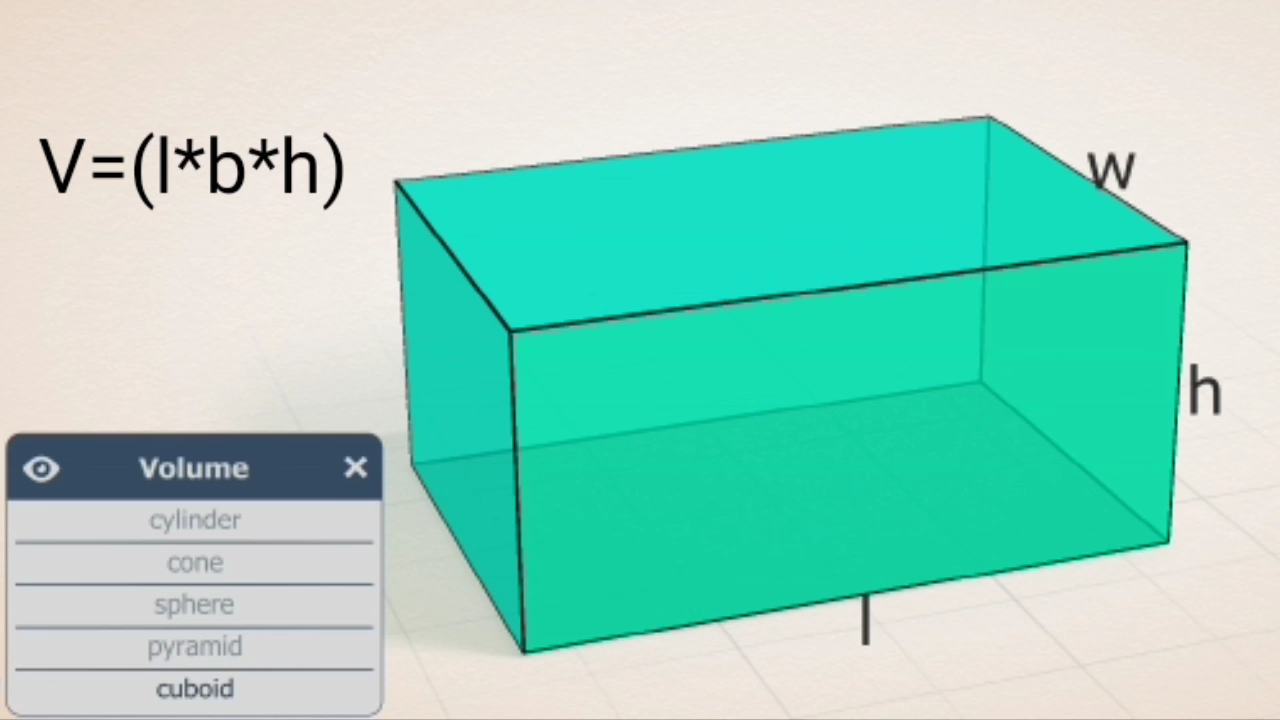 V=(l*b*h)
w
h
l
Volume
cylinder
cone
sphere
pyramid
cuboid